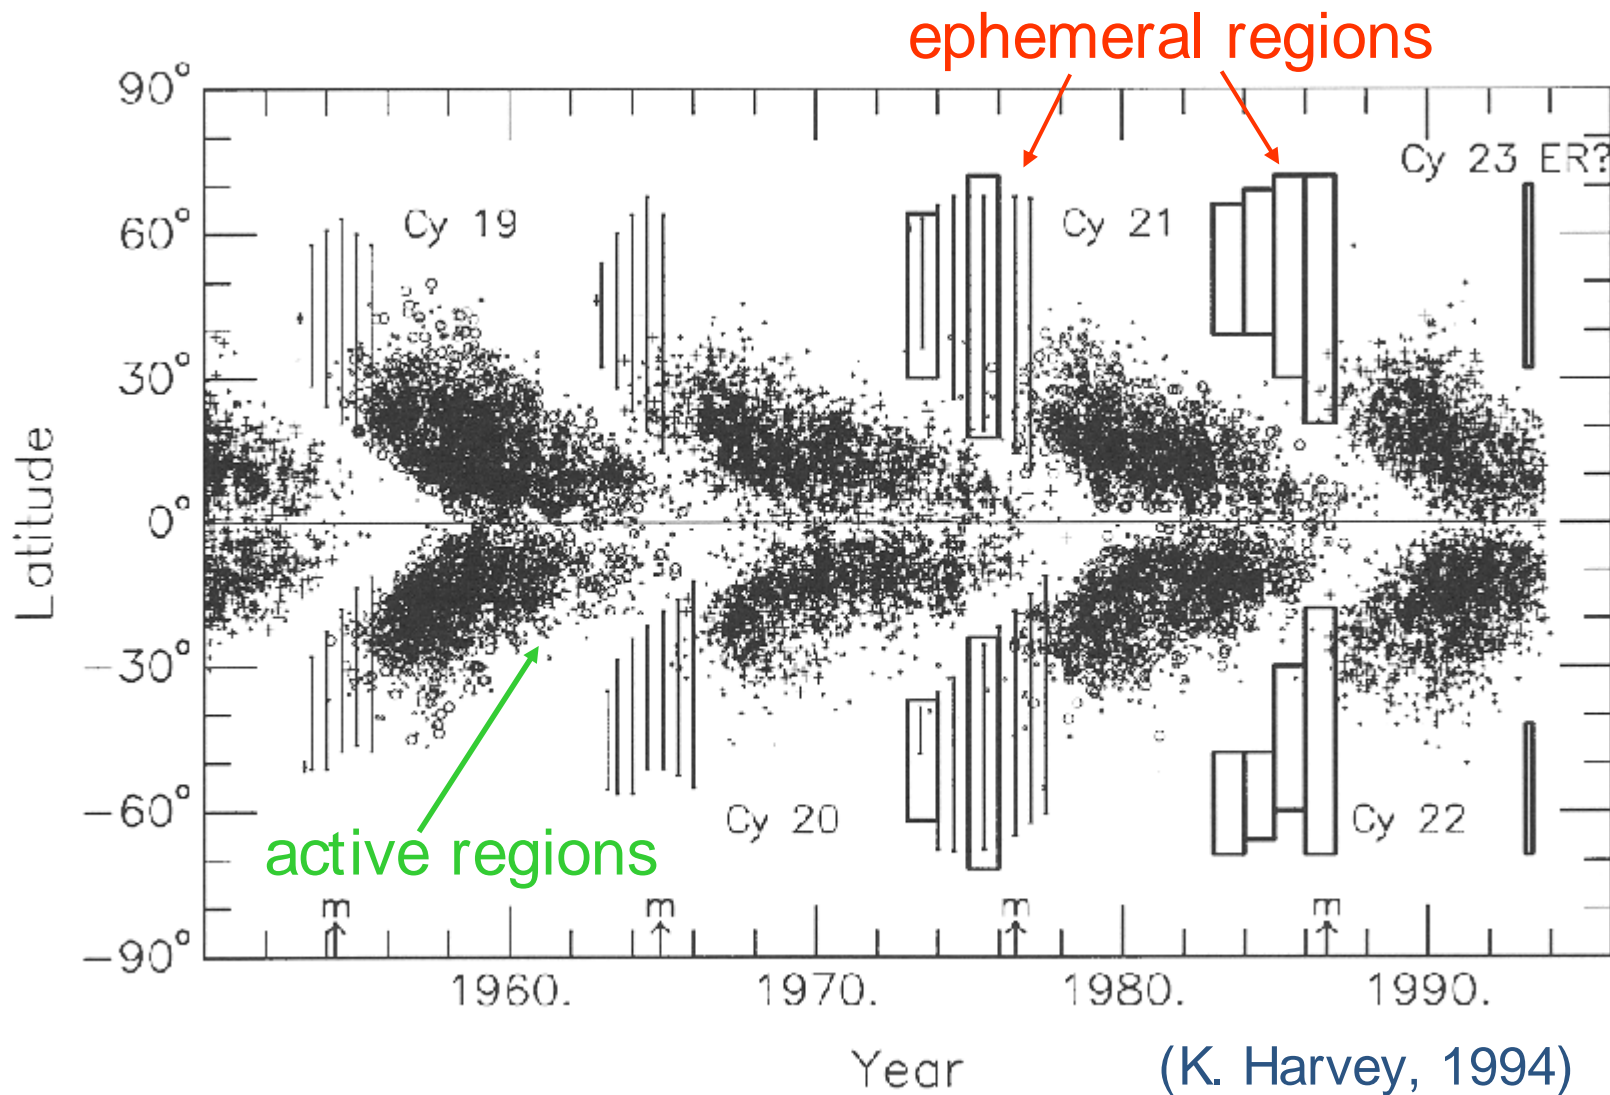 ephemeral regions
90°
Cy 23 ER?
60°
Cy 19
Cy 21
30°
Latitude
0°
−30°
−60°
Cy 20
Cy 22
active regions
m
m
m
m
−90°
1960.
1970.
1980.
1990.
Year
(K. Harvey, 1994)